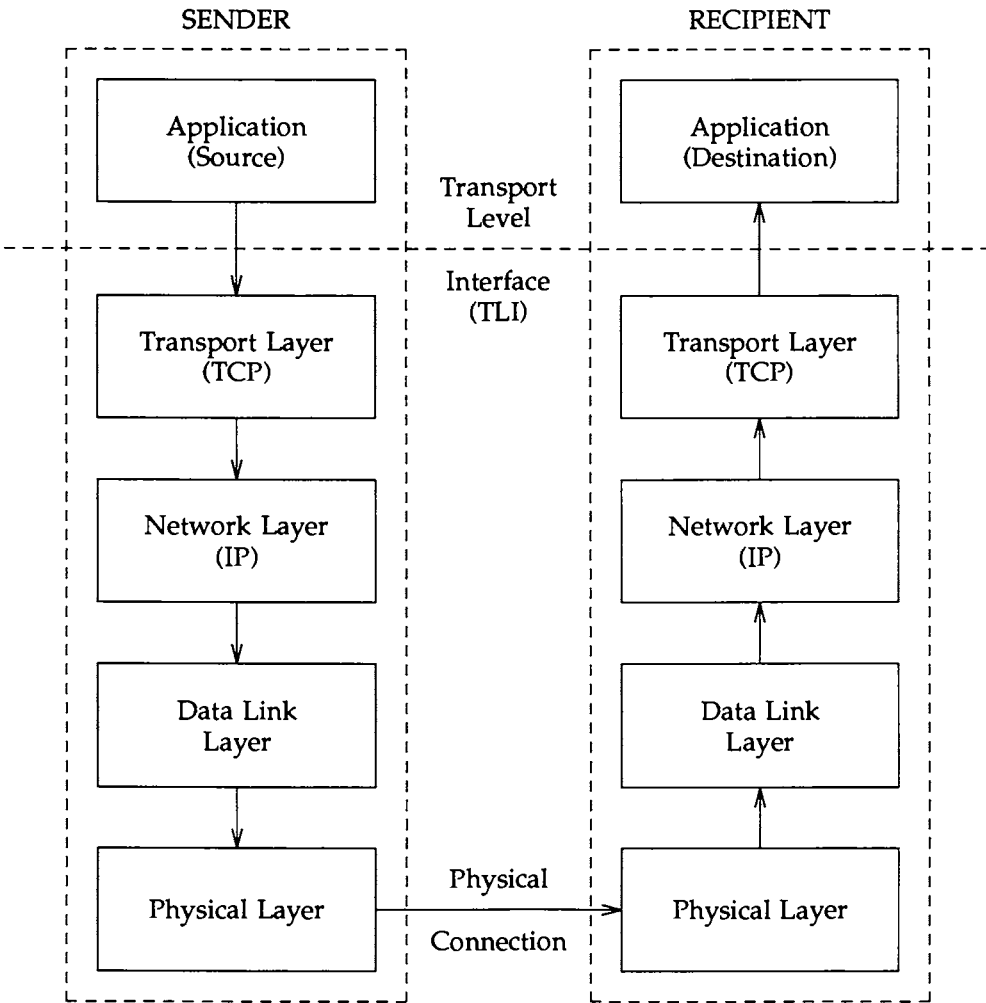 SENDER
RECIPIENT
Application
(Source)
Application
(Destination)
Transport
Level
Interface
(TLI)
Transport Layer
(TCP)
Transport Layer
(TCP)
Network Layer
(IP)
Network Layer
(IP)
Data Link
Layer
Data Link
Layer
Physical Layer
Physical
Connection
Physical Layer